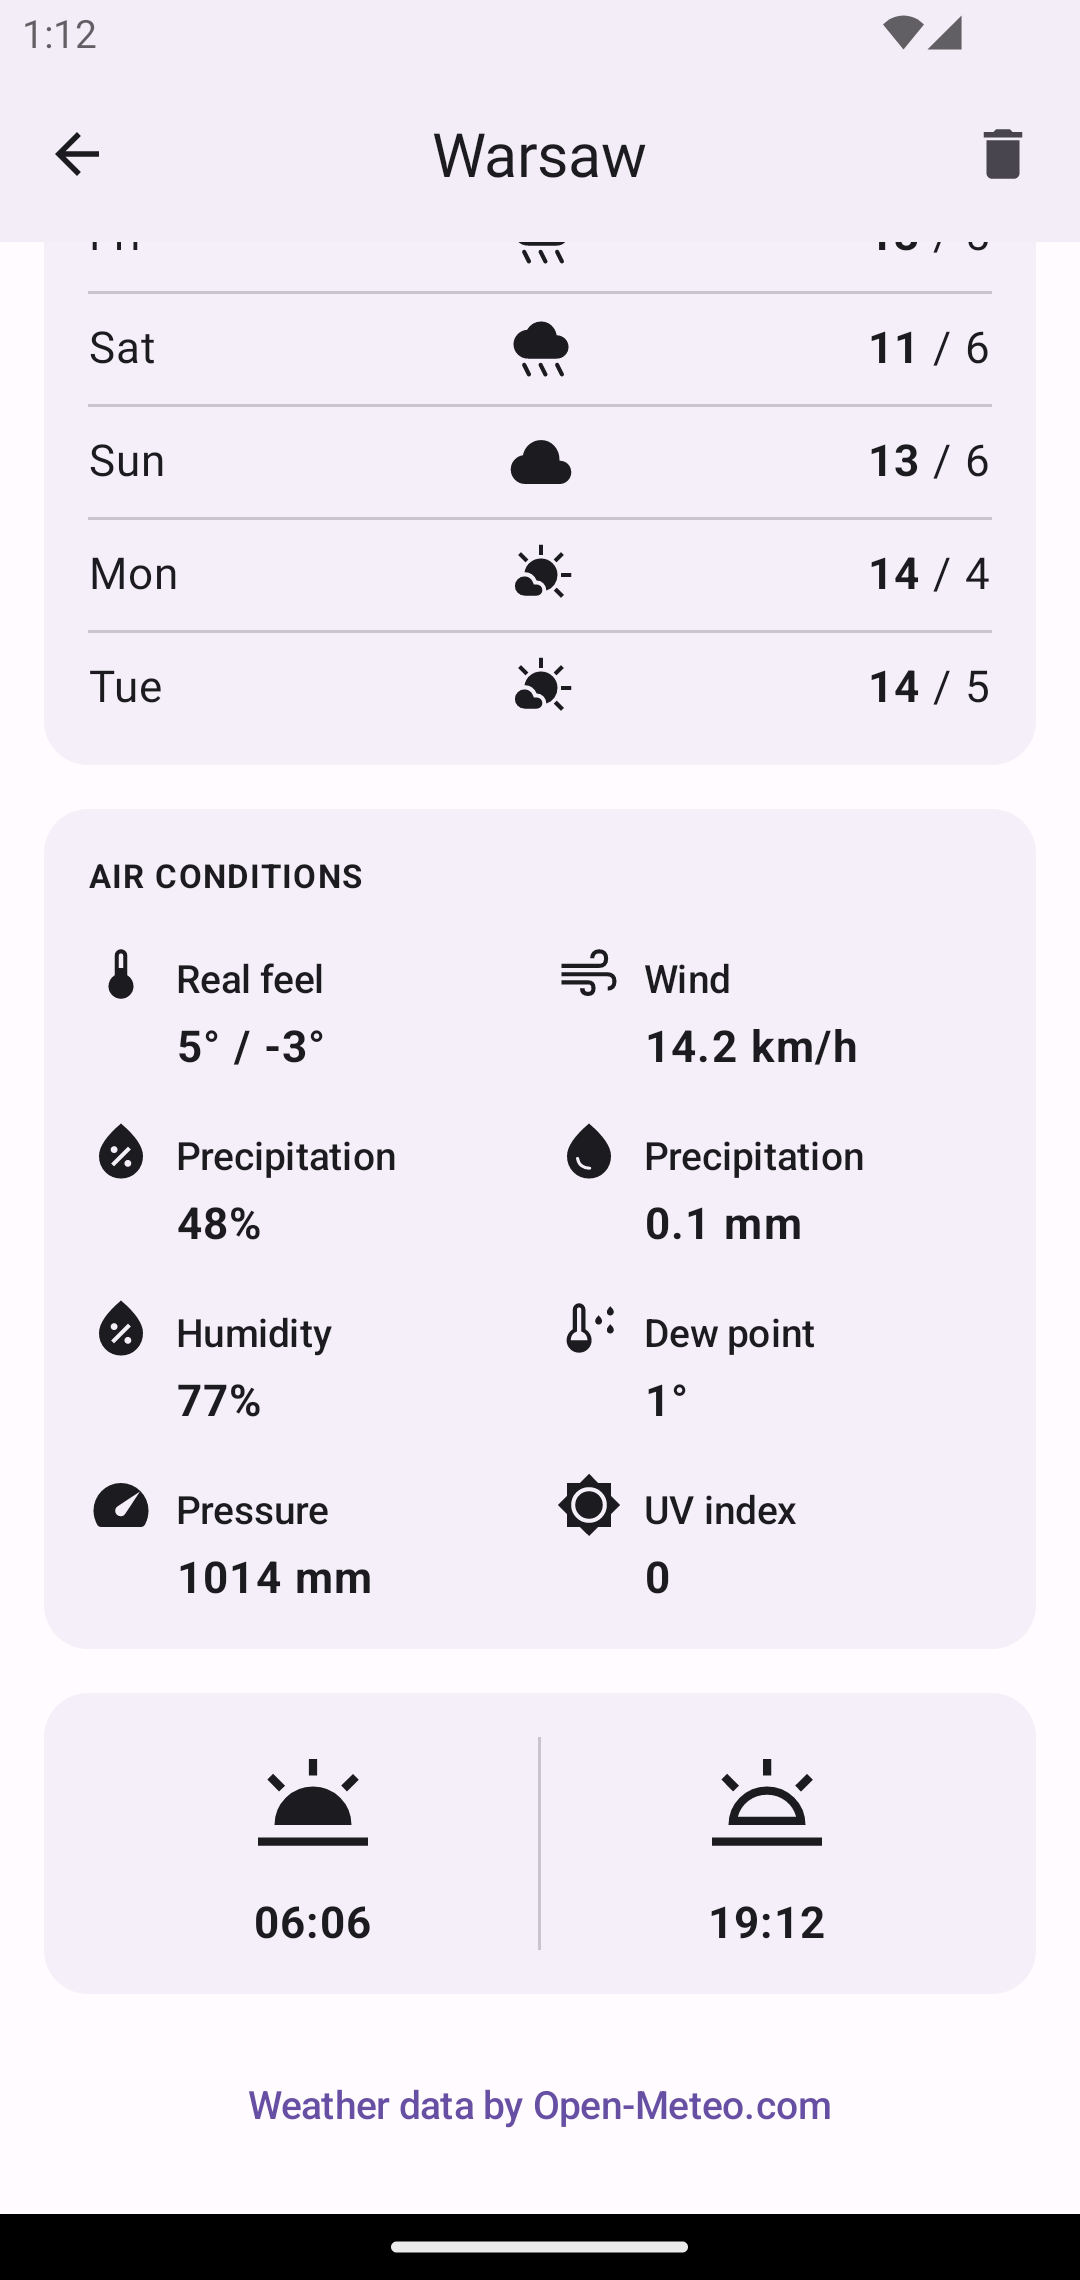 1:12
Warsaw
Fri
Sat
11 / 6
Sun
13 / 6
Mon
14 / 4
Tue
14 / 5
AIR CONDITIONS
Real feel
5° / -3°
Wind
14.2 km/h
Precipitation
48%
Precipitation
0.1 mm
Humidity
77%
Dew point
1°
Pressure
1014 mm
UV index
0
06:06
19:12
Weather data by Open-Meteo.com